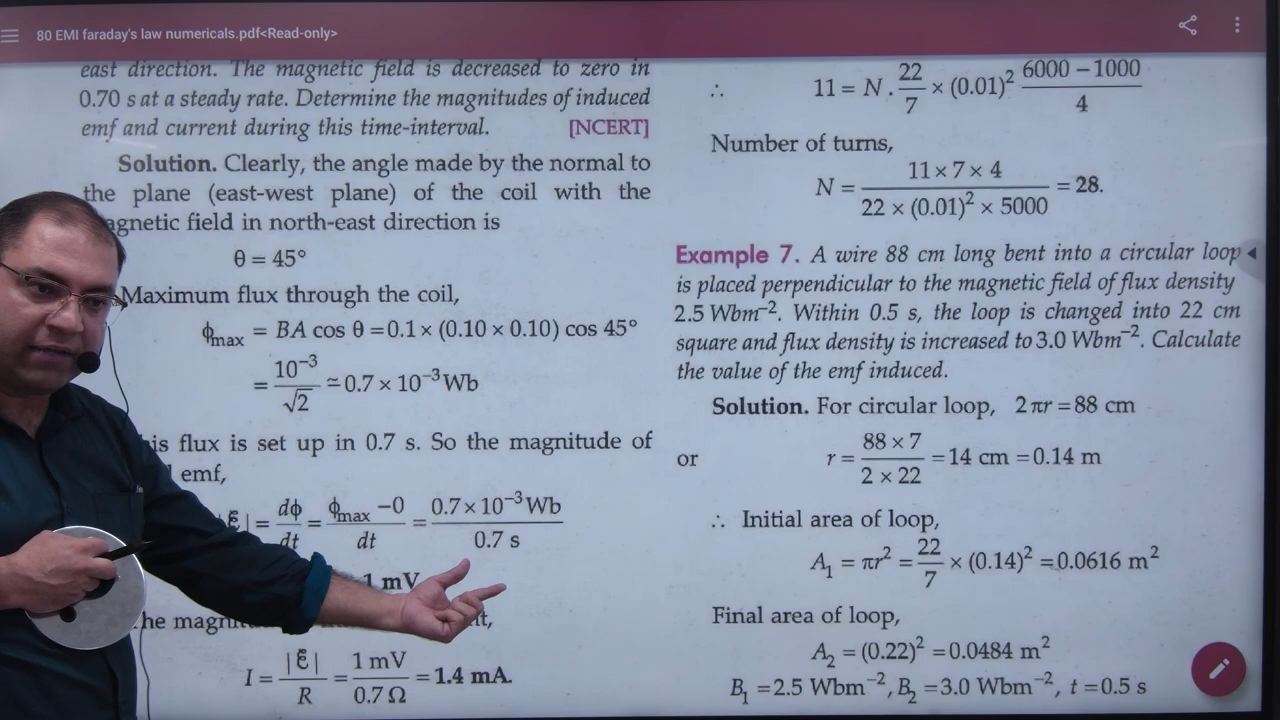 80 EMI faraday's law numericals.pdf<Read-only>
east direction. The magnetic field is decreased to zero in
0.70 s at a steady rate. Determine the magnitudes of induced
emf and current during this time-interval. [NCERT]
Solution. Clearly, the angle made by the normal to
the plane (east-west plane) of the coil with the
agnetic field in north-east direction is
θ = 45°
Maximum flux through the coil,
ϕmax = BA cos θ = 0.1 × (0.10 × 0.10) cos 45°
= 10⁻³/√2 ≃ 0.7 × 10⁻³ Wb
is flux is set up in 0.7 s. So the magnitude of
emf,
|ℰ| = dϕ/dt = (ϕmax − 0)/dt = (0.7 × 10⁻³ Wb)/(0.7 s)
1 mV
he
I = |ℰ|/R = 1 mV/0.7 Ω = 1.4 mA.
∴ 11 = N . 22/7 × (0.01)² (6000 − 1000)/4
Number of turns,
N = (11 × 7 × 4)/(22 × (0.01)² × 5000) = 28.
Example 7. A wire 88 cm long bent into a circular loop
is placed perpendicular to the magnetic field of flux density
2.5 Wbm⁻². Within 0.5 s, the loop is changed into 22 cm
square and flux density is increased to 3.0 Wbm⁻². Calculate
the value of the emf induced.
Solution. For circular loop, 2 πr = 88 cm
or r = (88 × 7)/(2 × 22) = 14 cm = 0.14 m
∴ Initial area of loop,
A₁ = πr² = 22/7 × (0.14)² = 0.0616 m²
Final area of loop,
A₂ = (0.22)² = 0.0484 m²
B₁ = 2.5 Wbm⁻², B₂ = 3.0 Wbm⁻², t = 0.5 s